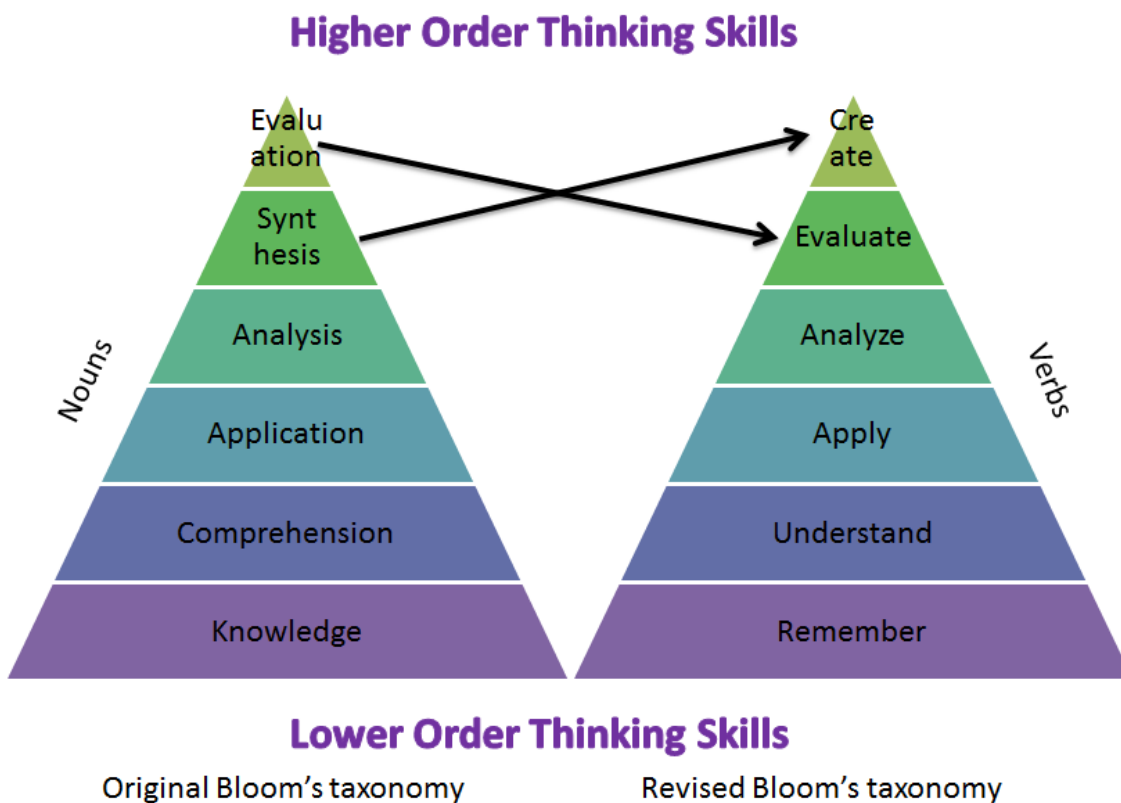 Higher Order Thinking Skills
Evalu
ation
Synt
hesis
Analysis
Application
Comprehension
Knowledge
Nouns
Cre
ate
Evaluate
Analyze
Apply
Understand
Remember
Verbs
Lower Order Thinking Skills
Original Bloom’s taxonomy
Revised Bloom’s taxonomy